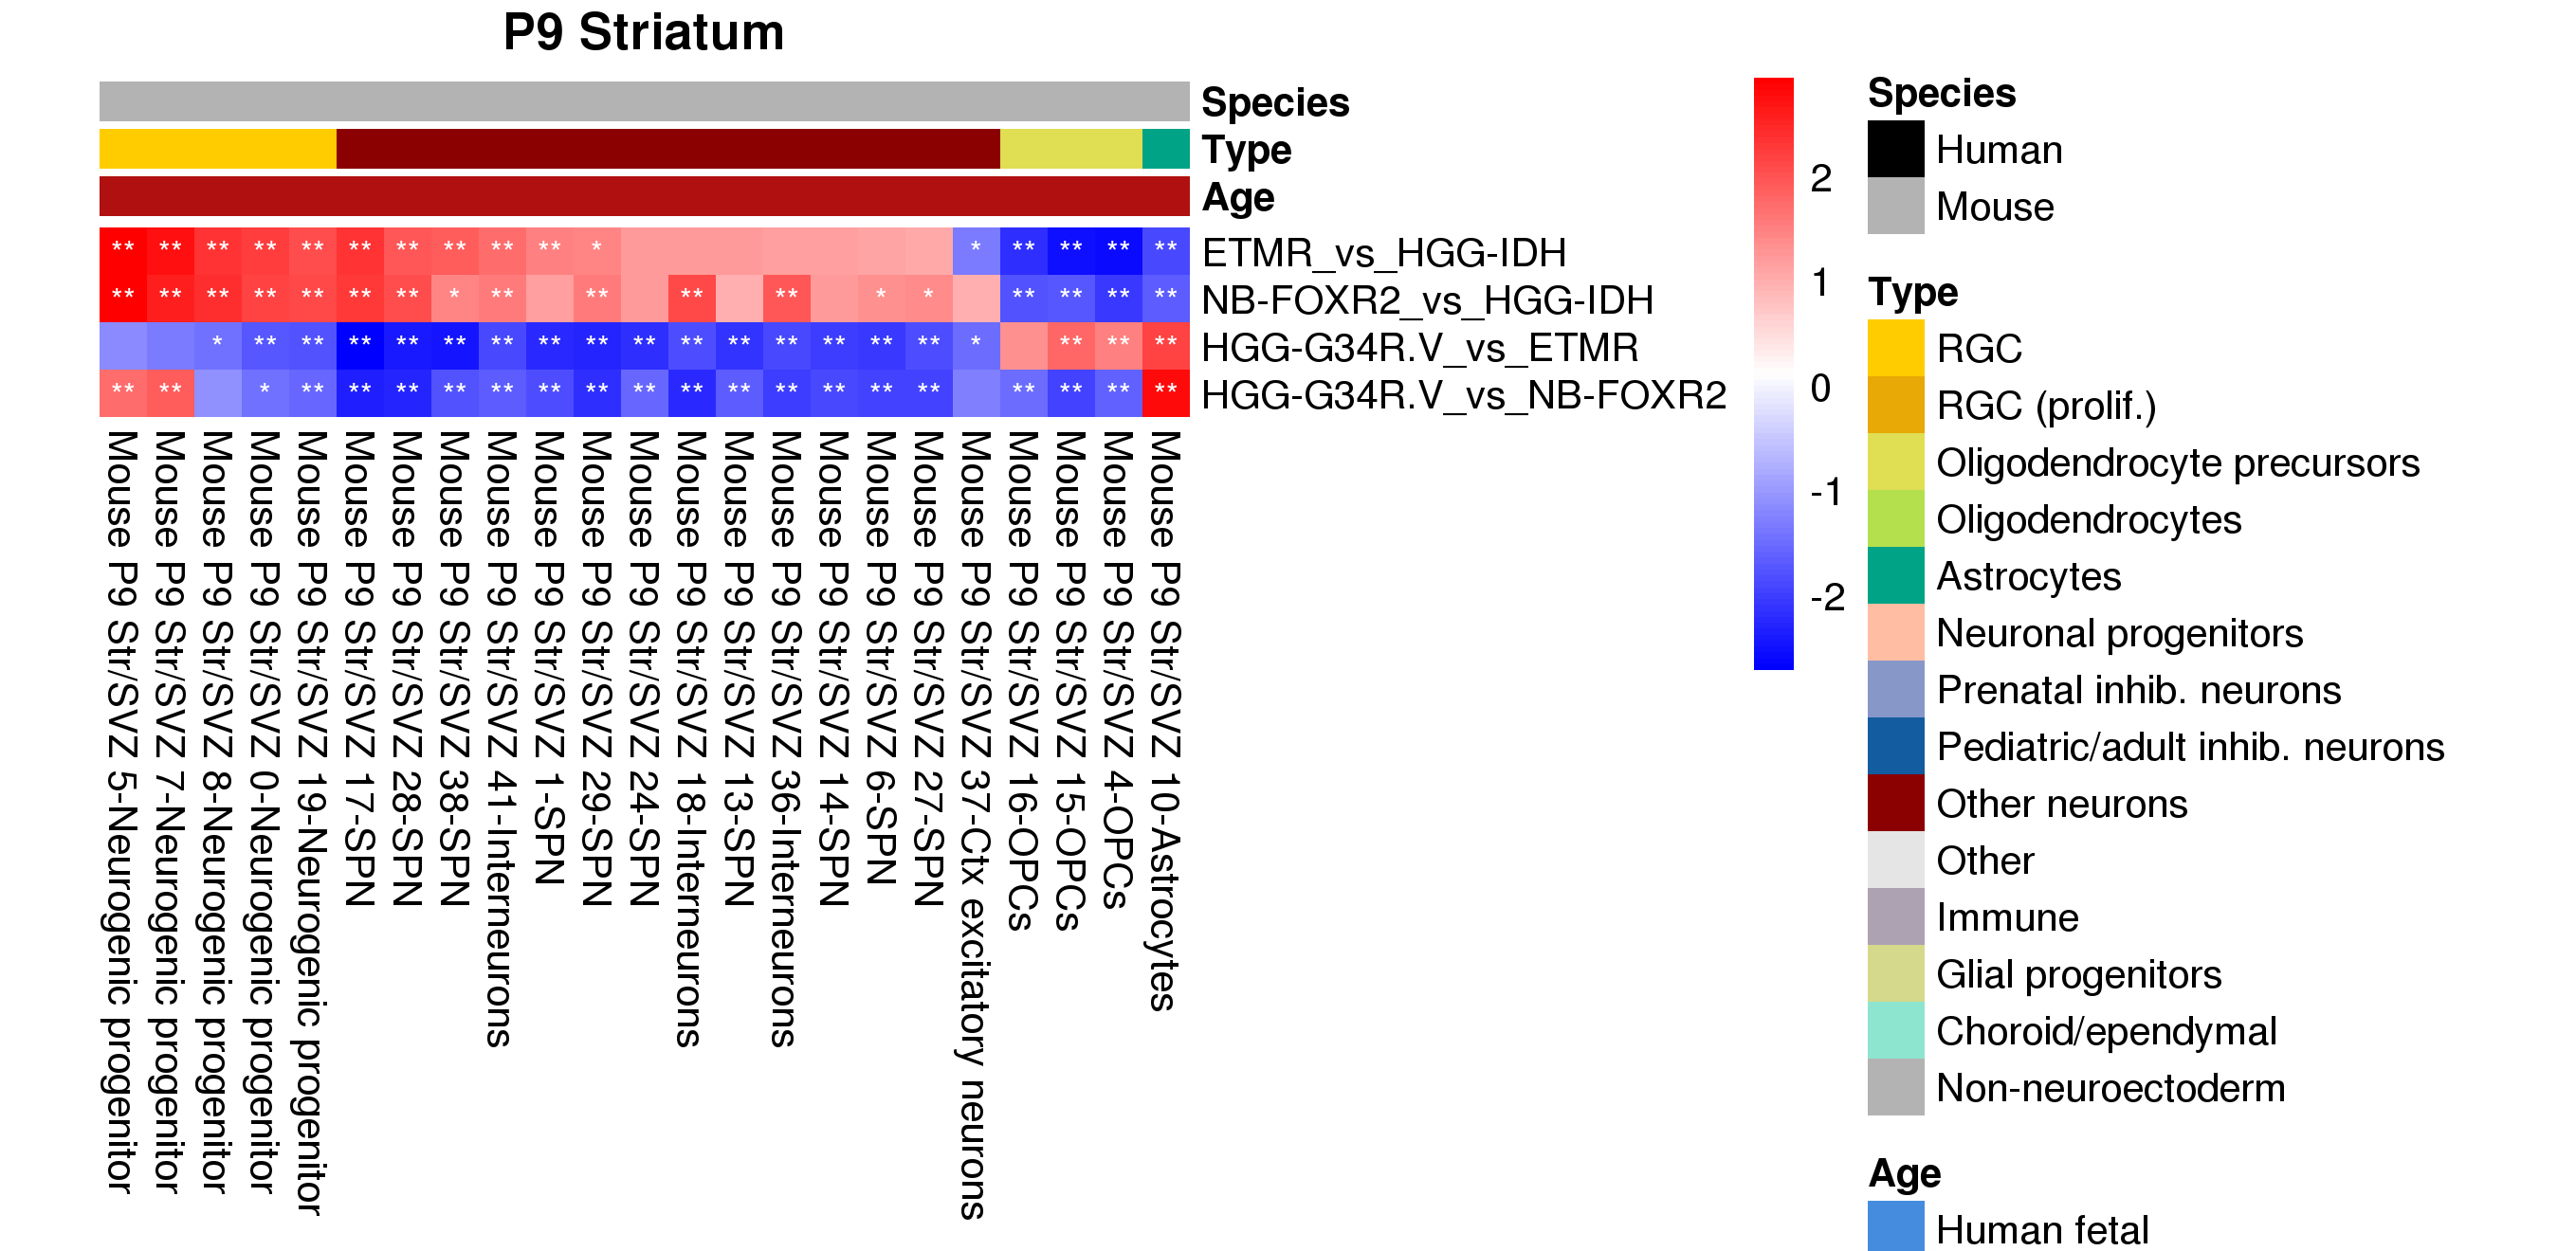 P9 Striatum
Species
Type
Age
** ** ** ** ** ** ** ** ** ** * * ** ** ** **
ETMR_vs_HGG-IDH
** ** ** ** ** ** ** * ** ** ** ** * * ** ** ** **
NB-FOXR2_vs_HGG-IDH
* ** ** ** ** ** ** ** ** ** ** ** ** ** ** ** * ** ** **
HGG-G34R.V_vs_ETMR
** ** * ** ** ** ** ** ** ** ** ** ** ** ** ** ** ** ** ** **
HGG-G34R.V_vs_NB-FOXR2
Mouse P9 Str/SVZ 5-Neurogenic progenitor
Mouse P9 Str/SVZ 7-Neurogenic progenitor
Mouse P9 Str/SVZ 8-Neurogenic progenitor
Mouse P9 Str/SVZ 0-Neurogenic progenitor
Mouse P9 Str/SVZ 19-Neurogenic progenitor
Mouse P9 Str/SVZ 17-SPN
Mouse P9 Str/SVZ 28-SPN
Mouse P9 Str/SVZ 38-SPN
Mouse P9 Str/SVZ 41-Interneurons
Mouse P9 Str/SVZ 1-SPN
Mouse P9 Str/SVZ 29-SPN
Mouse P9 Str/SVZ 24-SPN
Mouse P9 Str/SVZ 18-Interneurons
Mouse P9 Str/SVZ 13-SPN
Mouse P9 Str/SVZ 36-Interneurons
Mouse P9 Str/SVZ 14-SPN
Mouse P9 Str/SVZ 6-SPN
Mouse P9 Str/SVZ 27-SPN
Mouse P9 Str/SVZ 37-Ctx excitatory neurons
Mouse P9 Str/SVZ 16-OPCs
Mouse P9 Str/SVZ 15-OPCs
Mouse P9 Str/SVZ 4-OPCs
Mouse P9 Str/SVZ 10-Astrocytes
2
1
0
-1
-2
Species
Human
Mouse
Type
RGC
RGC (prolif.)
Oligodendrocyte precursors
Oligodendrocytes
Astrocytes
Neuronal progenitors
Prenatal inhib. neurons
Pediatric/adult inhib. neurons
Other neurons
Other
Immune
Glial progenitors
Choroid/ependymal
Non-neuroectoderm
Age
Human fetal